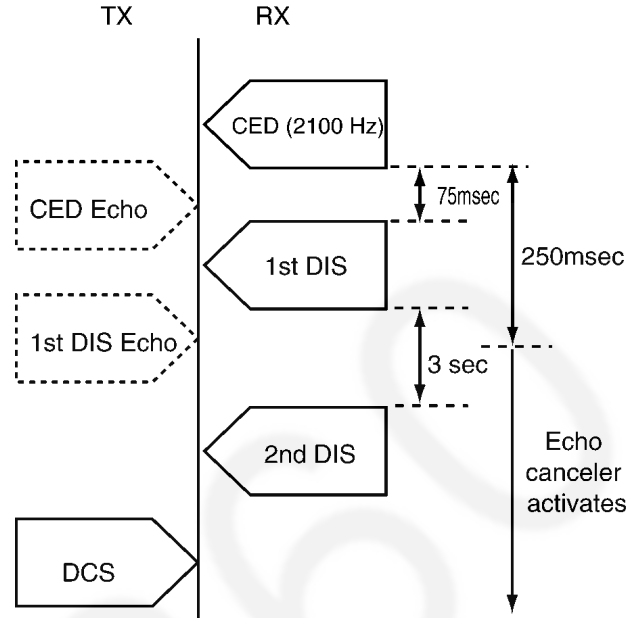 TX
RX
CED (2100 Hz)
CED Echo
75msec
250msec
1st DIS
1st DIS Echo
3 sec
2nd DIS
Echo
canceler
activates
DCS